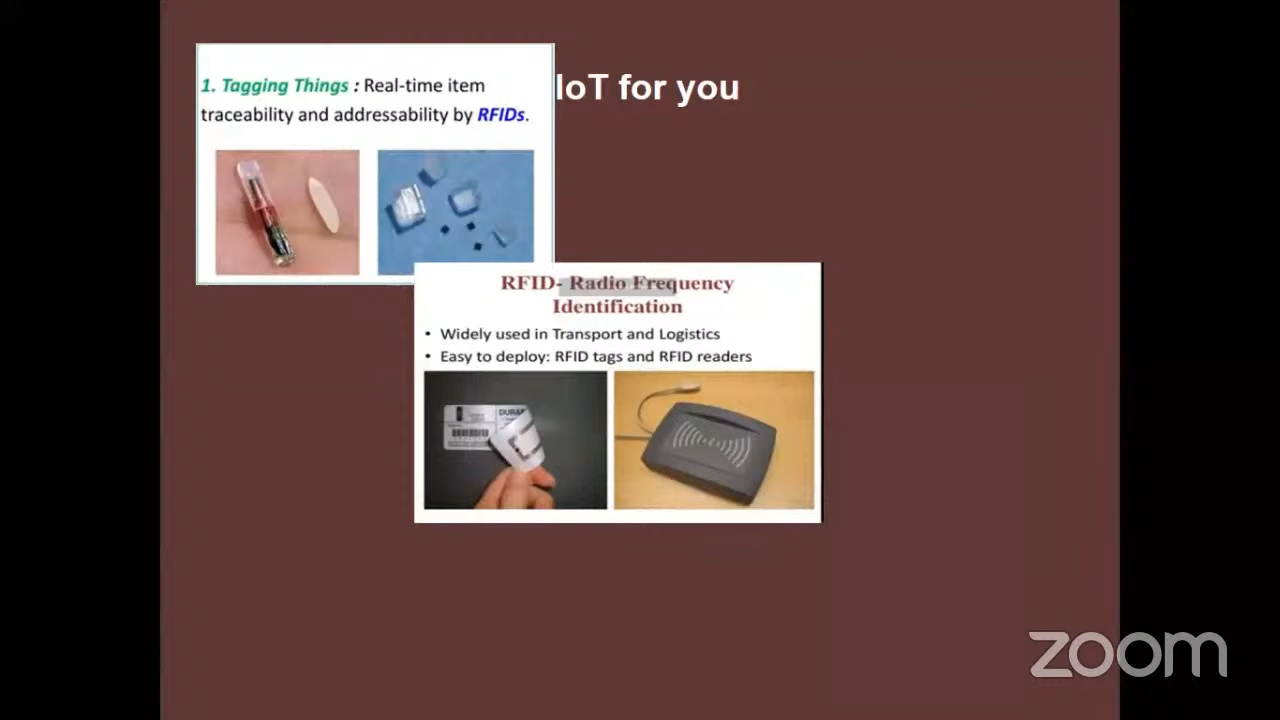 IoT for you
1. Tagging Things : Real-time item
traceability and addressability by RFIDs.
RFID- Radio Frequency
Identification
• Widely used in Transport and Logistics
• Easy to deploy: RFID tags and RFID readers
zoom